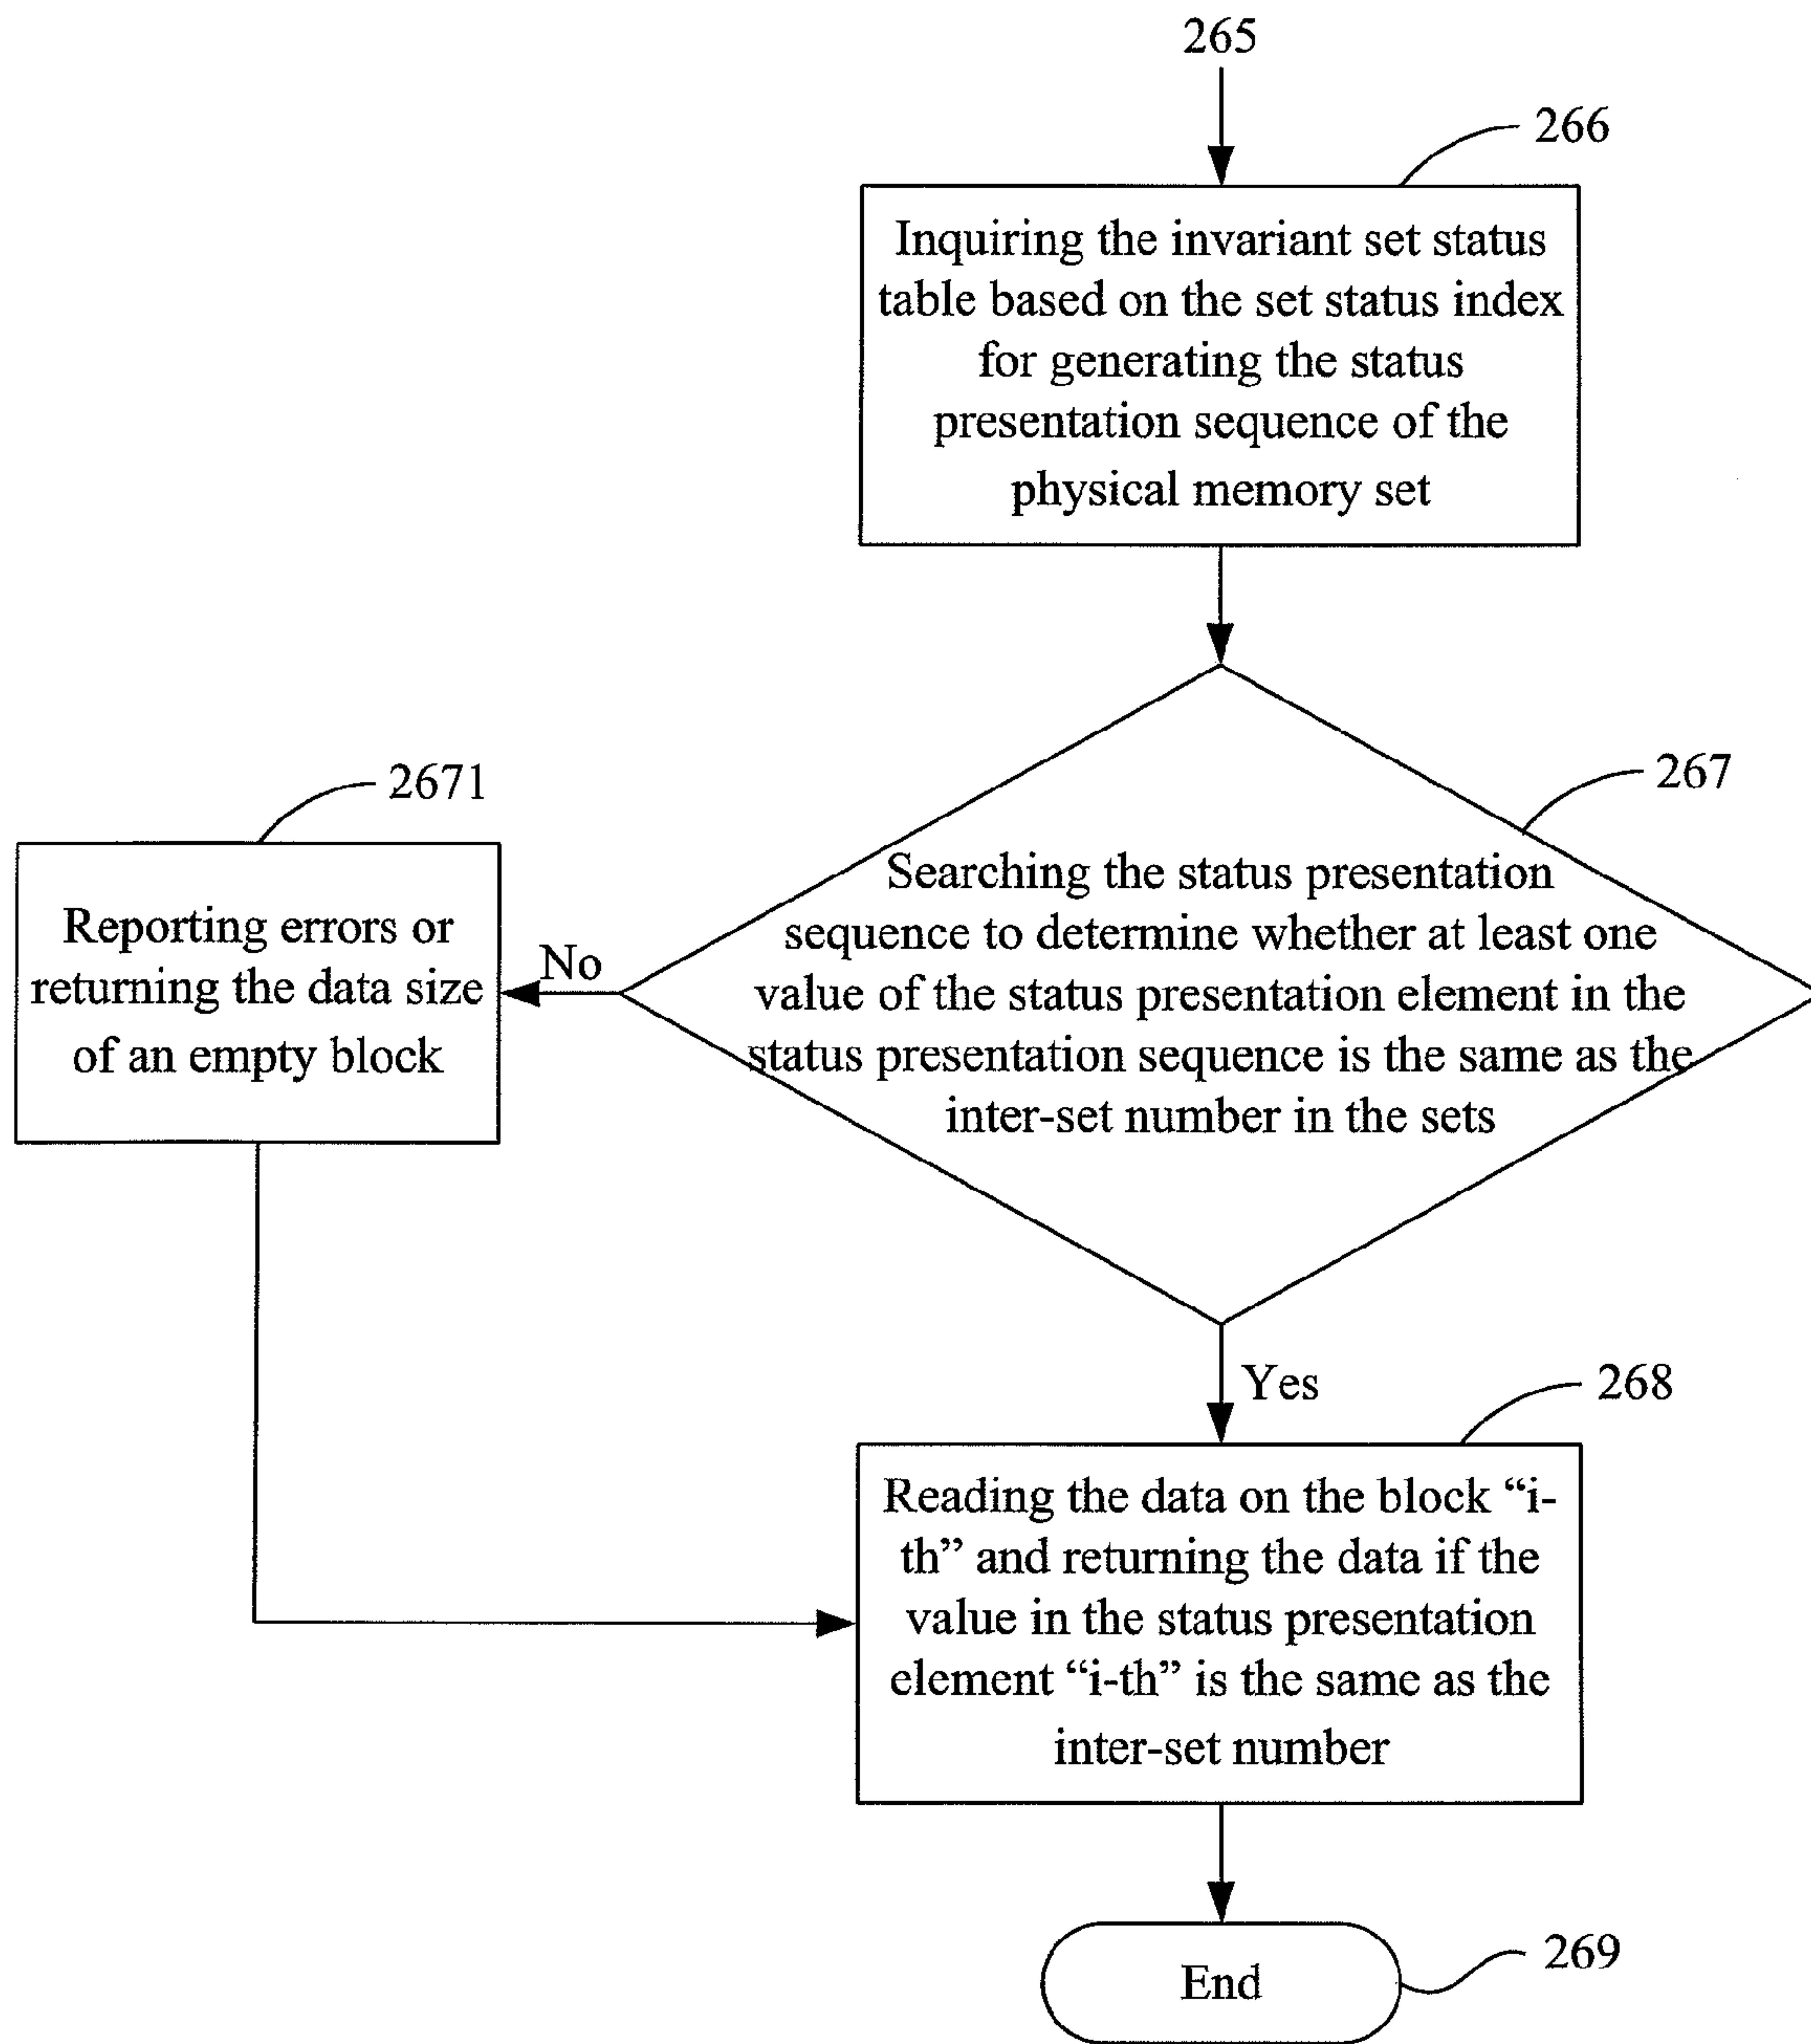 265
266
Inquiring the invariant set status
table based on the set status index
for generating the status
presentation sequence of the
physical memory set
2671
267
Reporting errors or
returning the data size
of an empty block
No
Searching the status presentation
sequence to determine whether at least one
value of the status presentation element in the
status presentation sequence is the same as the
inter-set number in the sets
Yes
268
Reading the data on the block “i-
th” and returning the data if the
value in the status presentation
element “i-th” is the same as the
inter-set number
269
End